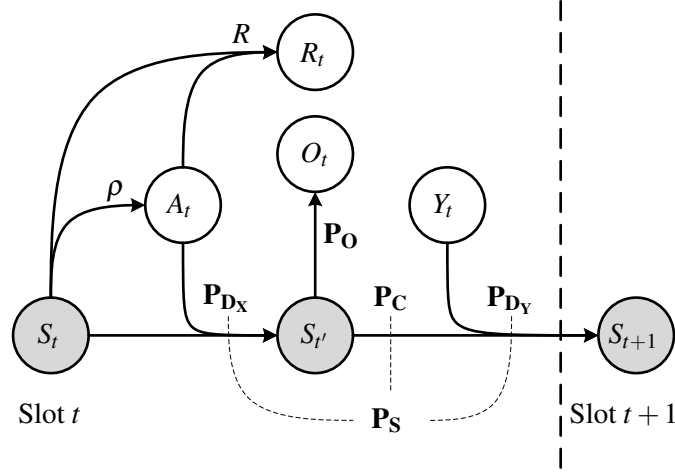 R
R_t
O_t
ρ
A_t
Y_t
P_O
P_{D_X}
P_C
P_{D_Y}
S_t
S_{t'}
S_{t+1}
Slot t
P_S
Slot t + 1